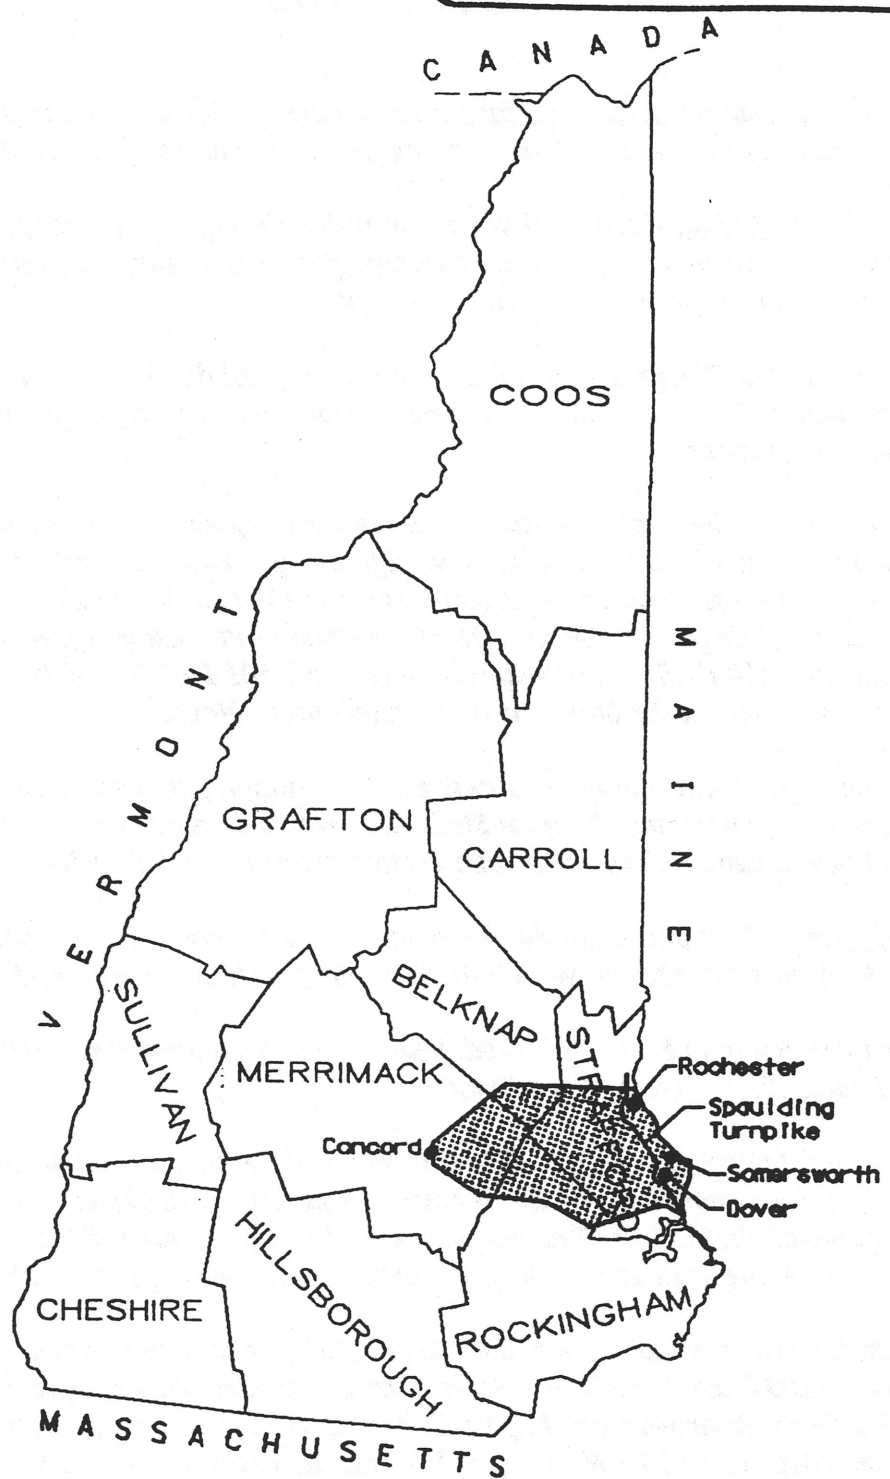 CANADA
COOS
VERMONT
MAINE
GRAFTON
CARROLL
BELKNAP
SULLIVAN
STRAFFORD
MERRIMACK
Rochester
Spaulding
Turnpike
Concord
Somersworth
Dover
HILLSBOROUGH
CHESHIRE
ROCKINGHAM
MASSACHUSETTS